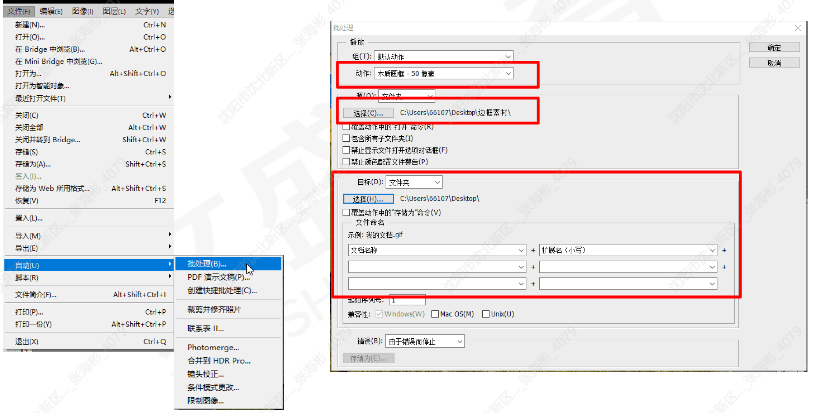 文件(F) 编辑(E) 图像(I) 图层(L) 文字(Y)
新建(N)... Ctrl+N
打开(O)... Ctrl+O
在 Bridge 中浏览(B)... Alt+Ctrl+O
在 Mini Bridge 中浏览(G)...
打开为... Alt+Shift+Ctrl+O
打开为智能对象...
最近打开文件(T)
关闭(C) Ctrl+W
关闭全部 Alt+Ctrl+W
关闭并转到 Bridge... Shift+Ctrl+W
存储(S) Ctrl+S
存储为(A)... Shift+Ctrl+S
签入(I)...
存储为 Web 所用格式... Alt+Shift+Ctrl+S
恢复(V) F12
置入(L)...
导入(M)
导出(E)
自动(U)
脚本(R)
文件简介(F)... Alt+Shift+Ctrl+I
打印(P)... Ctrl+P
打印一份(Y) Alt+Shift+Ctrl+P
退出(X) Ctrl+Q
批处理(B)...
PDF 演示文稿(P)...
创建快捷批处理(C)...
裁剪并修齐照片
联系表 II...
Photomerge...
合并到 HDR Pro...
镜头校正...
条件模式更改...
限制图像...
批处理
播放
组(T): 默认动作
动作: 木质画框 - 50 像素
源(O): 文件夹
选择(C)... C:\Users\66107\Desktop\边框素材\
覆盖动作中的"打开"命令(R)
包含所有子文件夹(I)
禁止显示文件打开选项对话框(F)
禁止颜色配置文件警告(P)
目标(D): 文件夹
选择(H)... C:\Users\66107\Desktop\
覆盖动作中的"存储为"命令(V)
文件命名
示例: 我的文档.gif
文档名称 + 扩展名（小写） +
+ +
+
起始序列号: 1
兼容性: Windows(W) Mac OS(M) Unix(U)
错误(B): 由于错误而停止
存储为(E)...
确定
取消